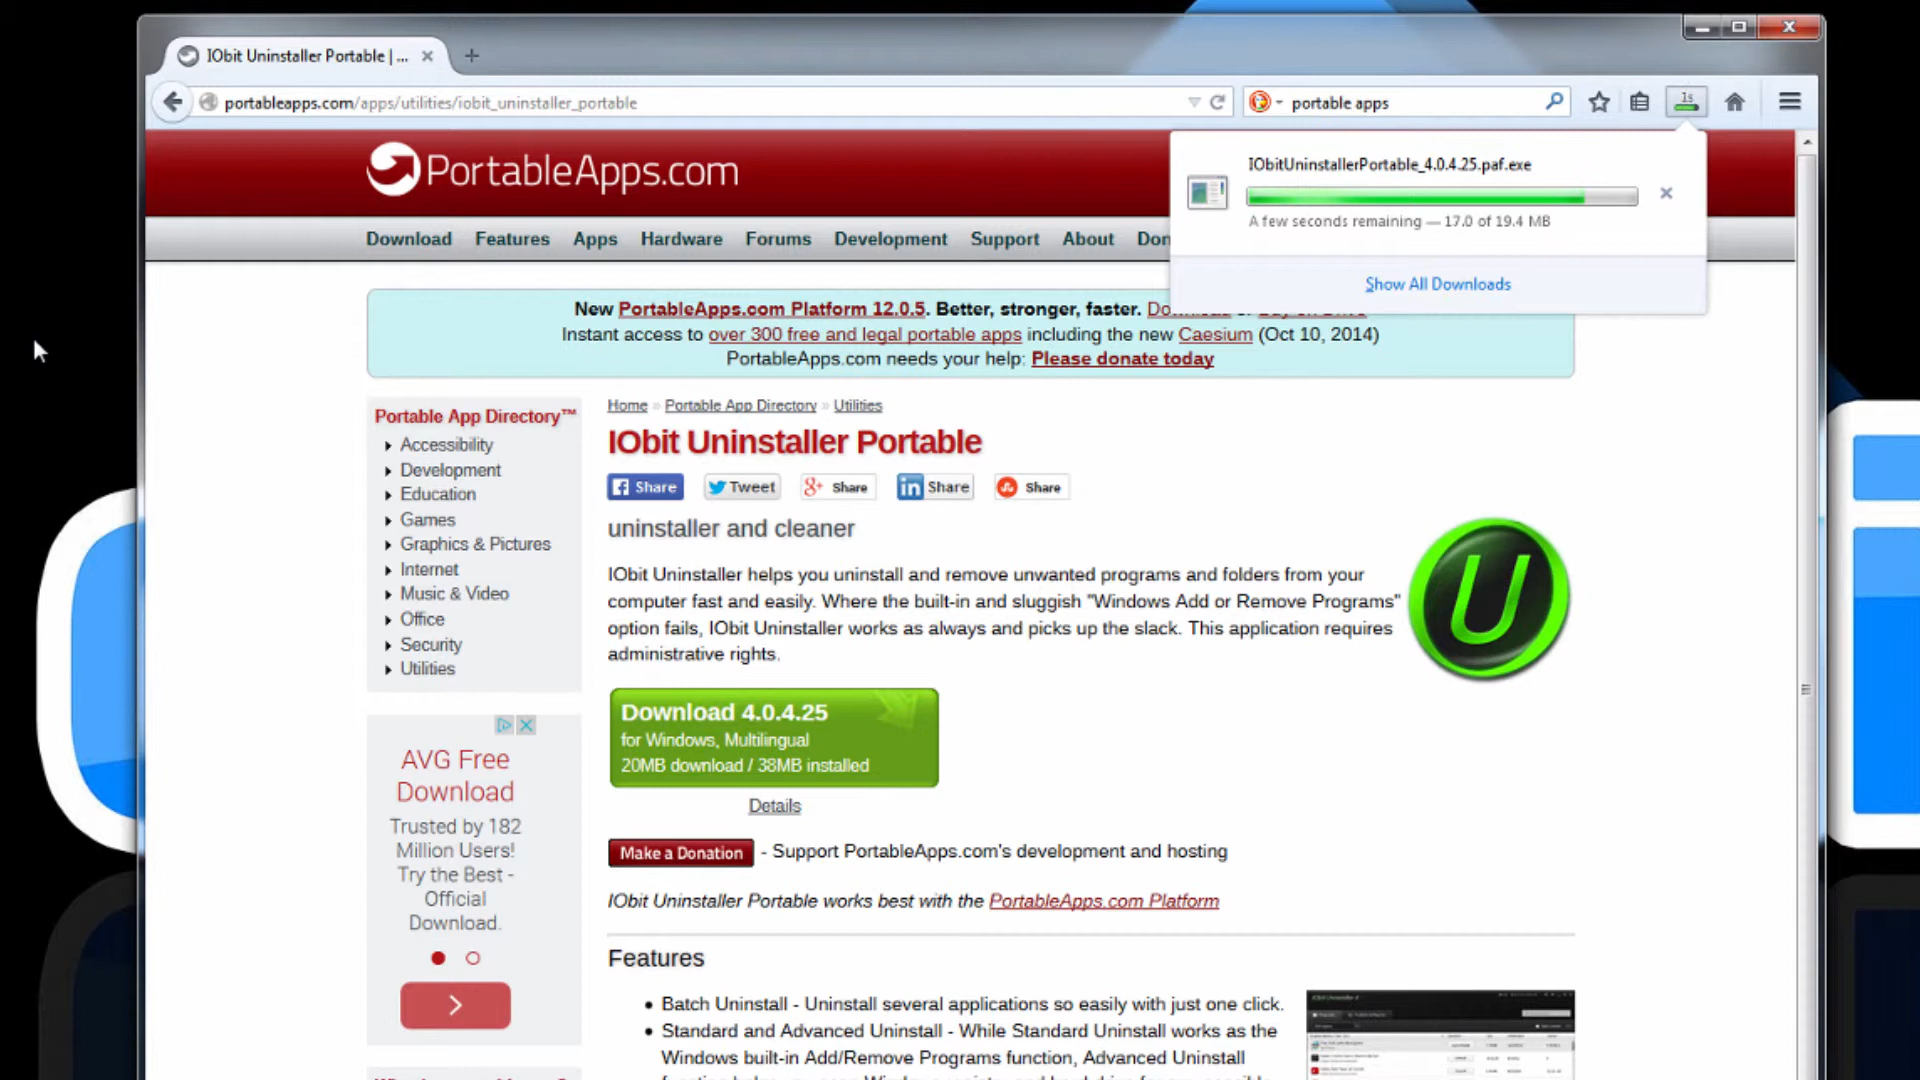 IObit Uninstaller Portable | ...
portableapps.com/apps/utilities/iobit_uninstaller_portable
portable apps
1s
PortableApps.com
IObitUninstallerPortable_4.0.4.25.paf.exe
A few seconds remaining — 17.0 of 19.4 MB
Show All Downloads
Download Features Apps Hardware Forums Development Support About Don
New PortableApps.com Platform 12.0.5. Better, stronger, faster.
Instant access to over 300 free and legal portable apps including the new Caesium (Oct 10, 2014)
PortableApps.com needs your help: Please donate today
Portable App Directory™
Accessibility
Development
Education
Games
Graphics & Pictures
Internet
Music & Video
Office
Security
Utilities
AVG Free
Download
Trusted by 182
Million Users!
Try the Best -
Official
Download.
Home » Portable App Directory » Utilities
IObit Uninstaller Portable
Share Tweet Share Share Share
uninstaller and cleaner
IObit Uninstaller helps you uninstall and remove unwanted programs and folders from your
computer fast and easily. Where the built-in and sluggish "Windows Add or Remove Programs"
option fails, IObit Uninstaller works as always and picks up the slack. This application requires
administrative rights.
Download 4.0.4.25
for Windows, Multilingual
20MB download / 38MB installed
Details
Make a Donation - Support PortableApps.com's development and hosting
IObit Uninstaller Portable works best with the PortableApps.com Platform
Features
• Batch Uninstall - Uninstall several applications so easily with just one click.
• Standard and Advanced Uninstall - While Standard Uninstall works as the
Windows built-in Add/Remove Programs function, Advanced Uninstall